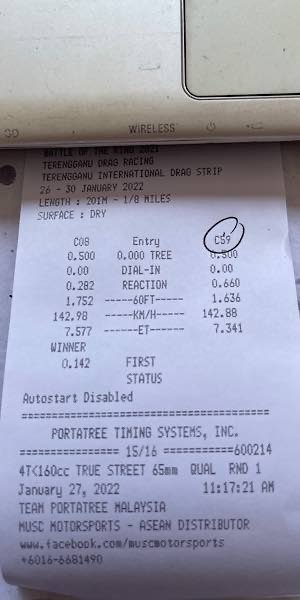 WIRELESS
BATTLE OF THE KING 2021
TERENGGANU DRAG RACING
TERENGGANU INTERNATIONAL DRAG STRIP
26 - 30 JANUARY 2022
LENGTH : 201M - 1/8 MILES
SURFACE : DRY
C08 Entry C59
0.500 0.000 TREE 0.500
0.00 DIAL-IN 0.00
0.282 REACTION 0.660
1.752 -----60FT----- 1.636
142.98 -----KM/H----- 142.88
7.577 ------ET------ 7.341
WINNER
0.142 FIRST
STATUS
Autostart Disabled
=======================================
PORTATREE TIMING SYSTEMS, INC.
=============== 15/16 ===========600214
47<160cc TRUE STREET 65mm QUAL RND 1
January 27, 2022 11:17:21 AM
TEAM PORTATREE MALAYSIA
MUSC MOTORSPORTS - ASEAN DISTRIBUTOR
www.facebook.com/muscmotorsports
+6016-6681490